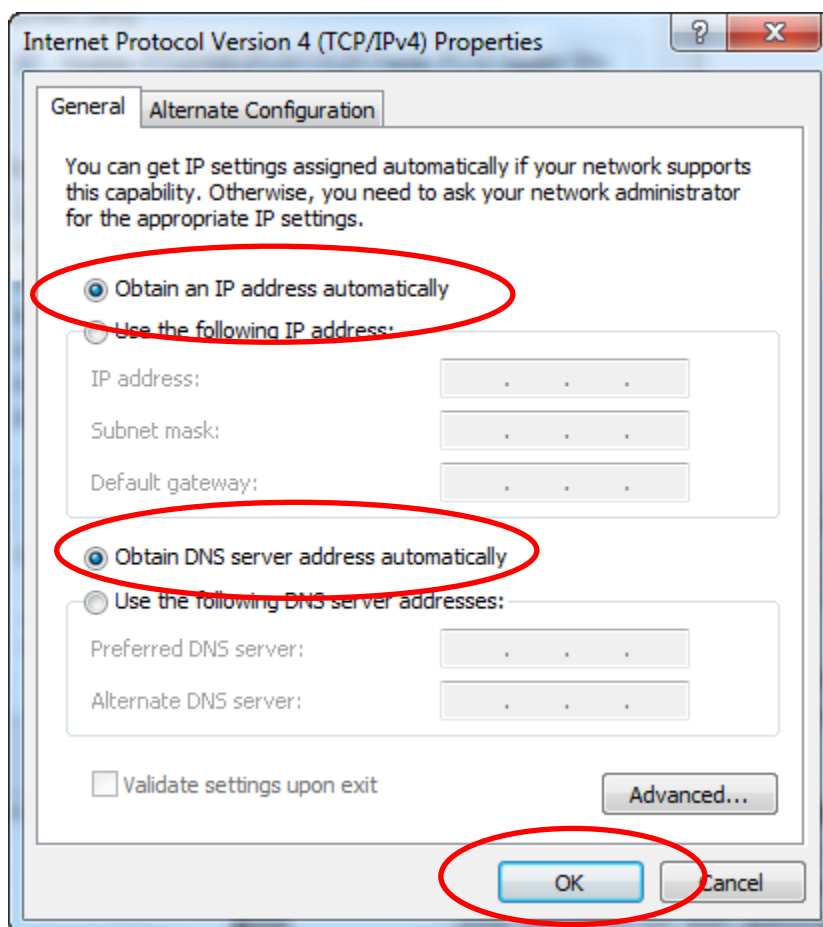 Internet Protocol Version 4 (TCP/IPv4) Properties
General
Alternate Configuration
You can get IP settings assigned automatically if your network supports
this capability. Otherwise, you need to ask your network administrator
for the appropriate IP settings.
Obtain an IP address automatically
Use the following IP address:
IP address:
Subnet mask:
Default gateway:
Obtain DNS server address automatically
Use the following DNS server addresses:
Preferred DNS server:
Alternate DNS server:
Validate settings upon exit
Advanced...
OK
Cancel